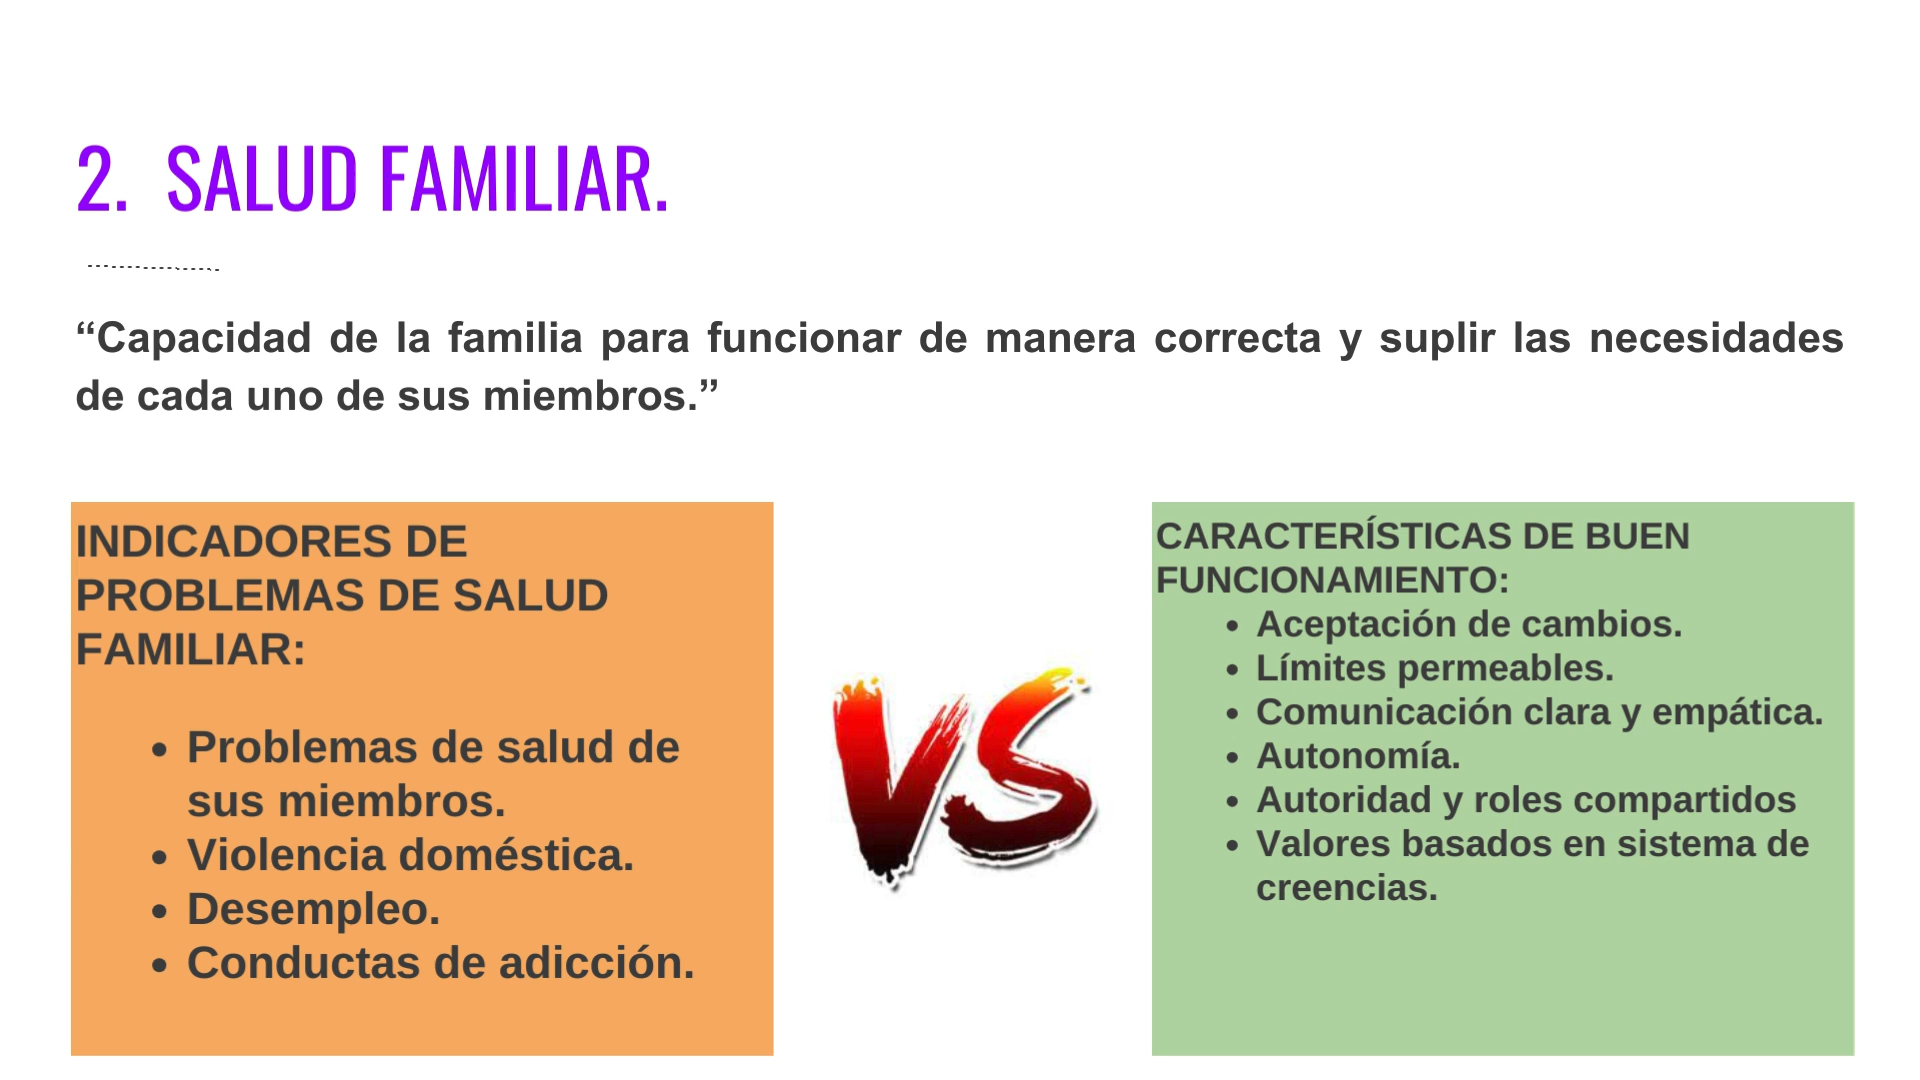 2. SALUD FAMILIAR.
“Capacidad de la familia para funcionar de manera correcta y suplir las necesidades
de cada uno de sus miembros.”
INDICADORES DE
PROBLEMAS DE SALUD
FAMILIAR:
• Problemas de salud de
sus miembros.
• Violencia doméstica.
• Desempleo.
• Conductas de adicción.
VS
CARACTERÍSTICAS DE BUEN
FUNCIONAMIENTO:
• Aceptación de cambios.
• Límites permeables.
• Comunicación clara y empática.
• Autonomía.
• Autoridad y roles compartidos
• Valores basados en sistema de
creencias.